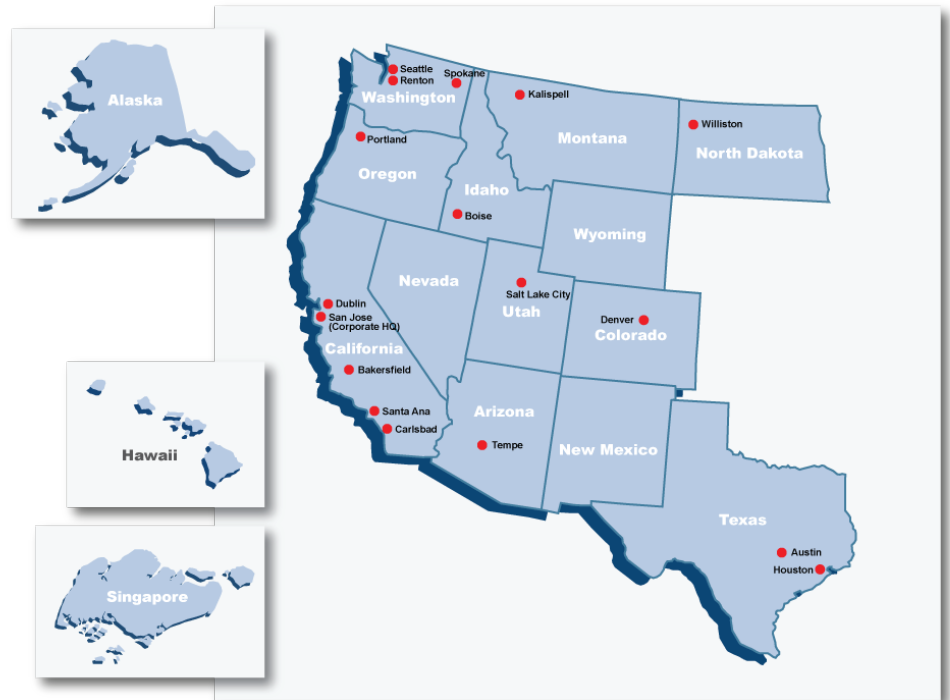 Alaska
Seattle
Renton
Spokane
Washington
Kalispell
Montana
Williston
North Dakota
Portland
Oregon
Idaho
Boise
Wyoming
Nevada
Salt Lake City
Utah
Denver
Colorado
Dublin
San Jose
(Corporate HQ)
California
Bakersfield
Santa Ana
Carlsbad
Arizona
Tempe
New Mexico
Texas
Austin
Houston
Hawaii
Singapore